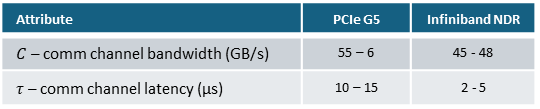 Attribute PCIe G5 Infiniband NDR
C – comm channel bandwidth (GB/s) 55 – 6 45 - 48
τ – comm channel latency (µs) 10 – 15 2 - 5